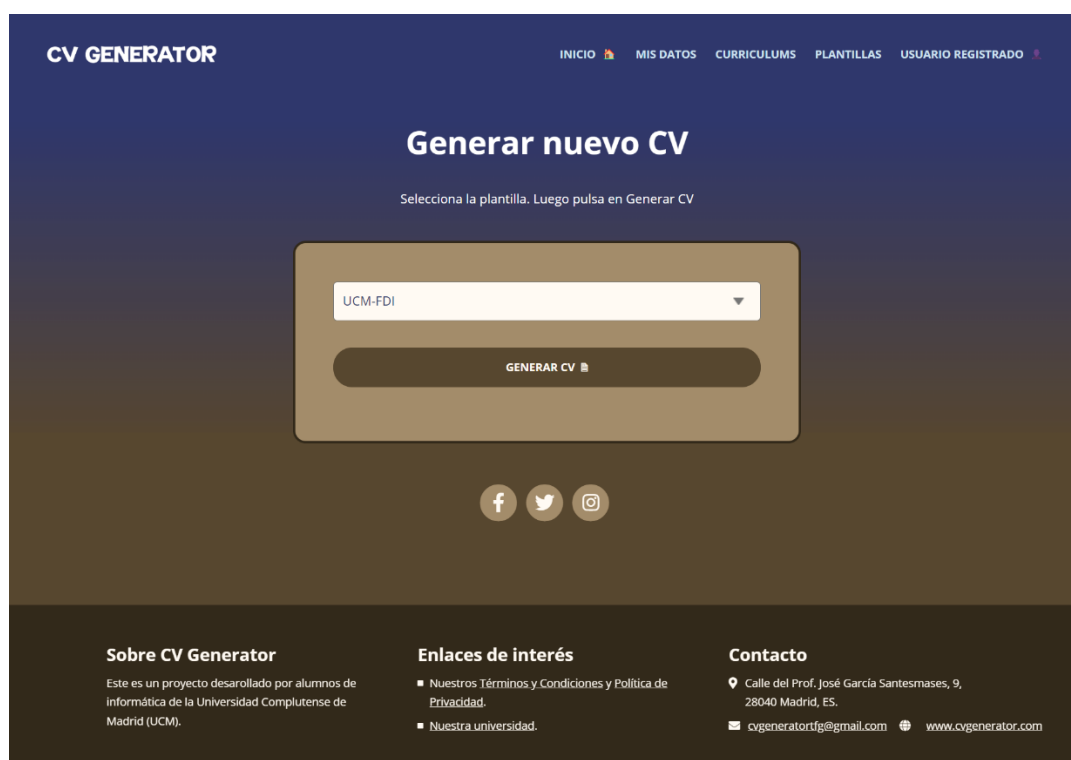 CV GENERATOR
INICIO MIS DATOS CURRICULUMS PLANTILLAS USUARIO REGISTRADO
Generar nuevo CV
Selecciona la plantilla. Luego pulsa en Generar CV
UCM-FDI
GENERAR CV
Sobre CV Generator
Este es un proyecto desarollado por alumnos de
informática de la Universidad Complutense de
Madrid (UCM).
Enlaces de interés
Nuestros Términos y Condiciones y Política de
Privacidad.
Nuestra universidad.
Contacto
Calle del Prof. José García Santesmases, 9,
28040 Madrid, ES.
cvgeneratortfg@gmail.com www.cvgenerator.com